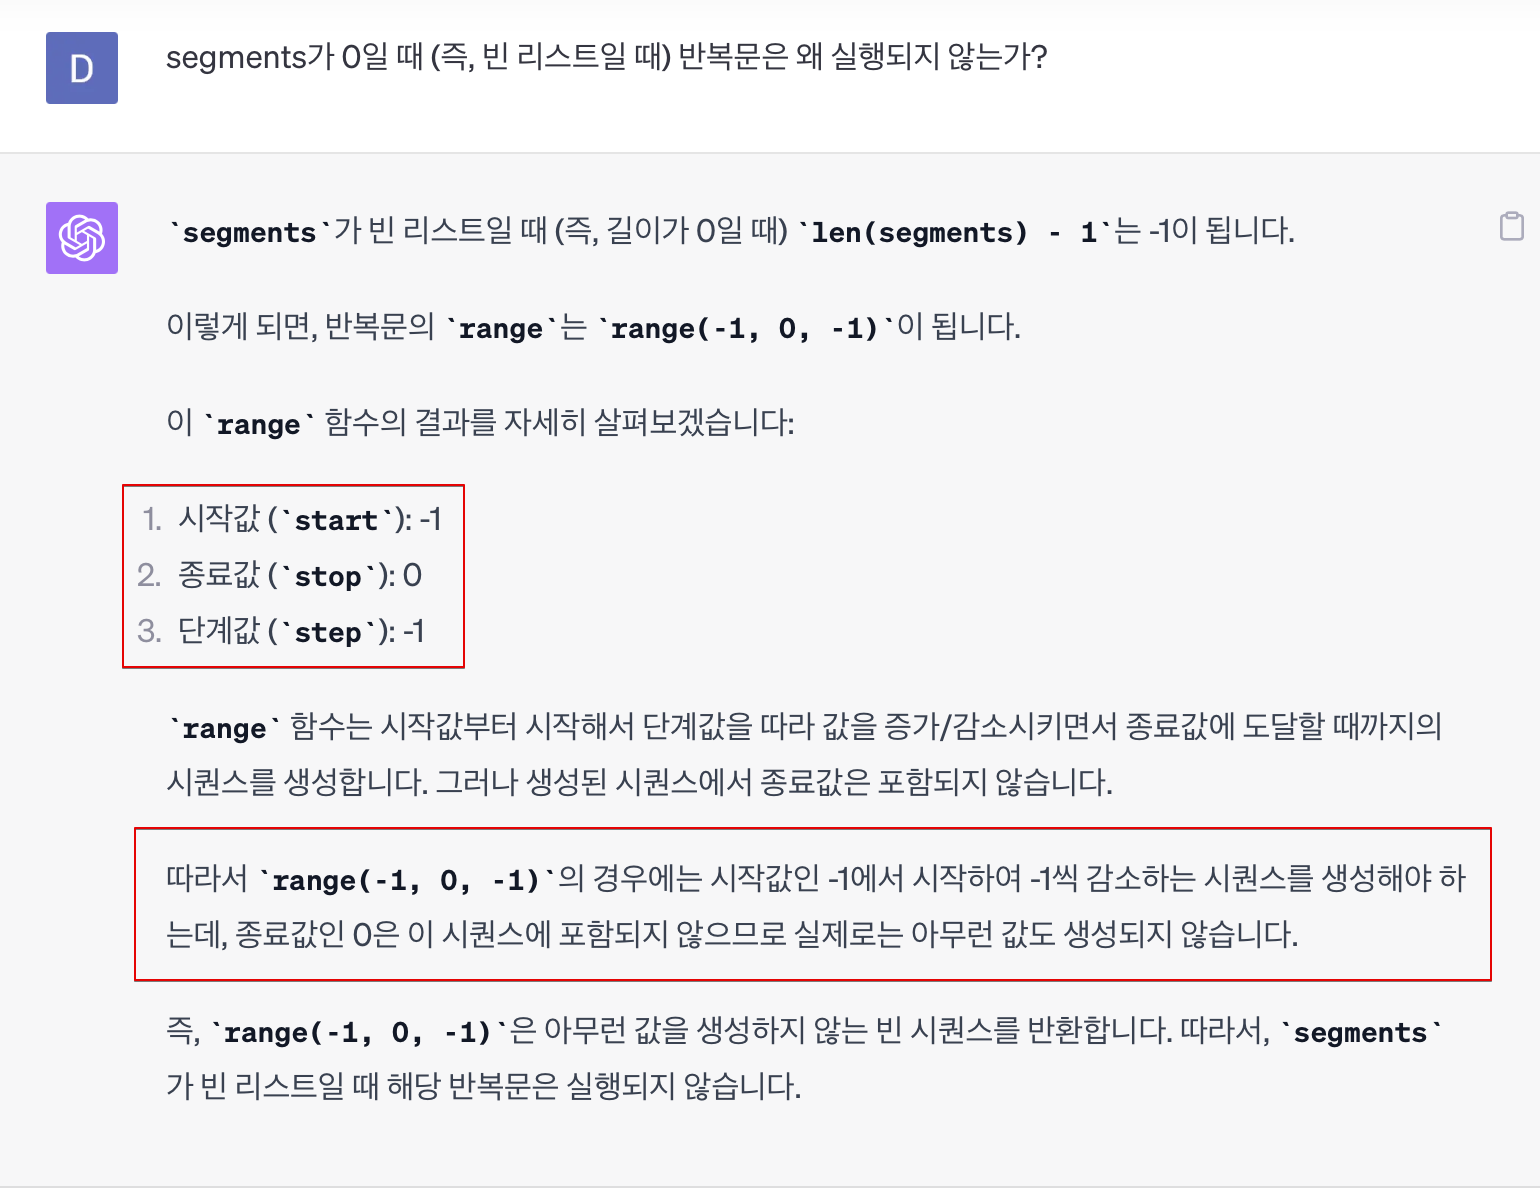 D
segments가 0일 때 (즉, 빈 리스트일 때) 반복문은 왜 실행되지 않는가?
`segments`가 빈 리스트일 때 (즉, 길이가 0일 때) `len(segments) - 1`는 -1이 됩니다.
이렇게 되면, 반복문의 `range`는 `range(-1, 0, -1)`이 됩니다.
이 `range` 함수의 결과를 자세히 살펴보겠습니다:
1. 시작값 (`start`): -1
2. 종료값 (`stop`): 0
3. 단계값 (`step`): -1
`range` 함수는 시작값부터 시작해서 단계값을 따라 값을 증가/감소시키면서 종료값에 도달할 때까지의
시퀀스를 생성합니다. 그러나 생성된 시퀀스에서 종료값은 포함되지 않습니다.
따라서 `range(-1, 0, -1)`의 경우에는 시작값인 -1에서 시작하여 -1씩 감소하는 시퀀스를 생성해야 하
는데, 종료값인 0은 이 시퀀스에 포함되지 않으므로 실제로는 아무런 값도 생성되지 않습니다.
즉, `range(-1, 0, -1)`은 아무런 값을 생성하지 않는 빈 시퀀스를 반환합니다. 따라서, `segments`
가 빈 리스트일 때 해당 반복문은 실행되지 않습니다.